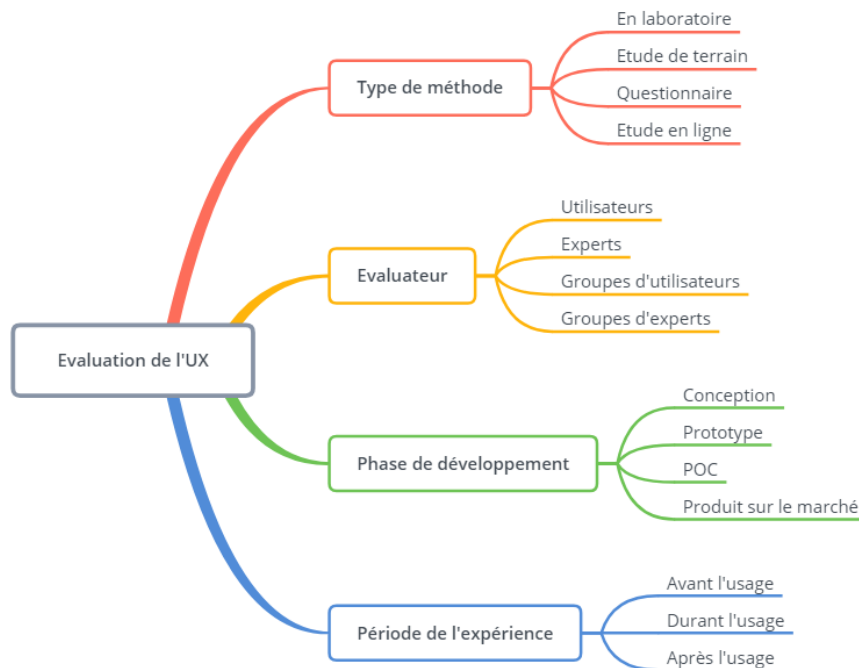 Evaluation de l'UX
Type de méthode
En laboratoire
Etude de terrain
Questionnaire
Etude en ligne
Evaluateur
Utilisateurs
Experts
Groupes d'utilisateurs
Groupes d'experts
Phase de développement
Conception
Prototype
POC
Produit sur le marché
Période de l'expérience
Avant l'usage
Durant l'usage
Après l'usage